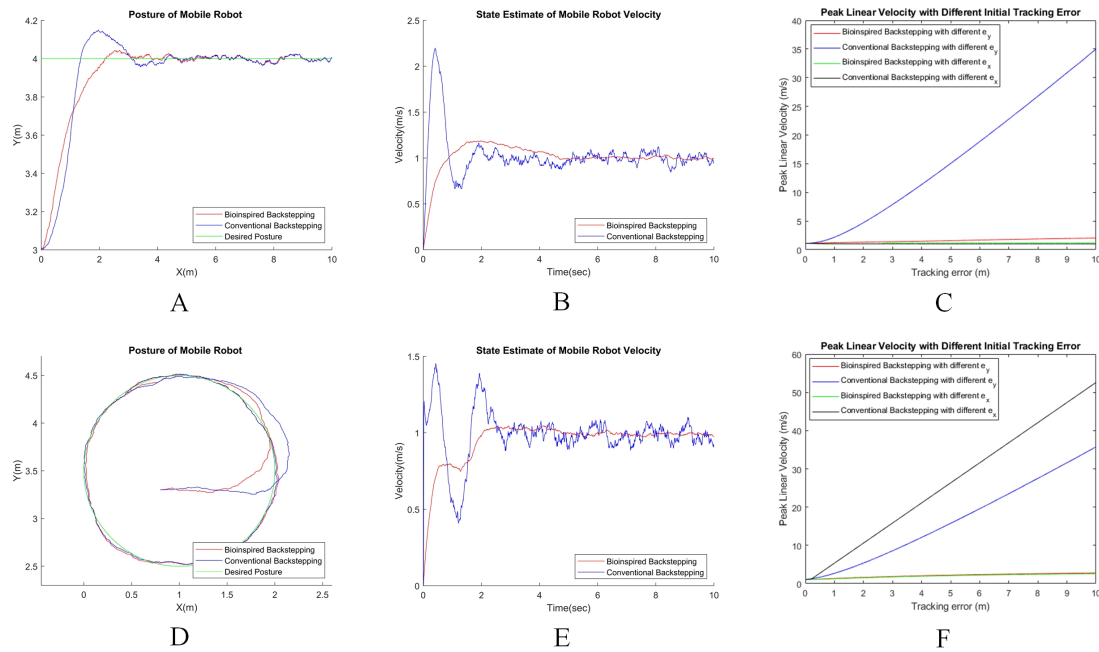 Posture of Mobile Robot
4.2
4
3.8
3.6
3.4
3.2
3
Y(m)
Bioinspired Backstepping
Conventional Backstepping
Desired Posture
0 2 4 6 8 10
X(m)
A
State Estimate of Mobile Robot Velocity
2.5
2
1.5
1
0.5
0
Velocity(m/s)
Bioinspired Backstepping
Conventional Backstepping
0 2 4 6 8 10
Time(sec)
B
Peak Linear Velocity with Different Initial Tracking Error
40
35
30
25
20
15
10
5
0
Peak Linear Velocity (m/s)
Bioinspired Backstepping with different e_y
Conventional Backstepping with different e_y
Bioinspired Backstepping with different e_x
Conventional Backstepping with different e_x
0 1 2 3 4 5 6 7 8 9 10
Tracking error (m)
C
Posture of Mobile Robot
4.5
4
3.5
3
2.5
Y(m)
Bioinspired Backstepping
Conventional Backstepping
Desired Posture
0 0.5 1 1.5 2 2.5
X(m)
D
State Estimate of Mobile Robot Velocity
1.5
1
0.5
0
Velocity(m/s)
Bioinspired Backstepping
Conventional Backstepping
0 2 4 6 8 10
Time(sec)
E
Peak Linear Velocity with Different Initial Tracking Error
60
50
40
30
20
10
0
Peak Linear Velocity (m/s)
Bioinspired Backstepping with different e_y
Conventional Backstepping with different e_y
Bioinspired Backstepping with different e_x
Conventional Backstepping with different e_x
0 1 2 3 4 5 6 7 8 9 10
Tracking error (m)
F